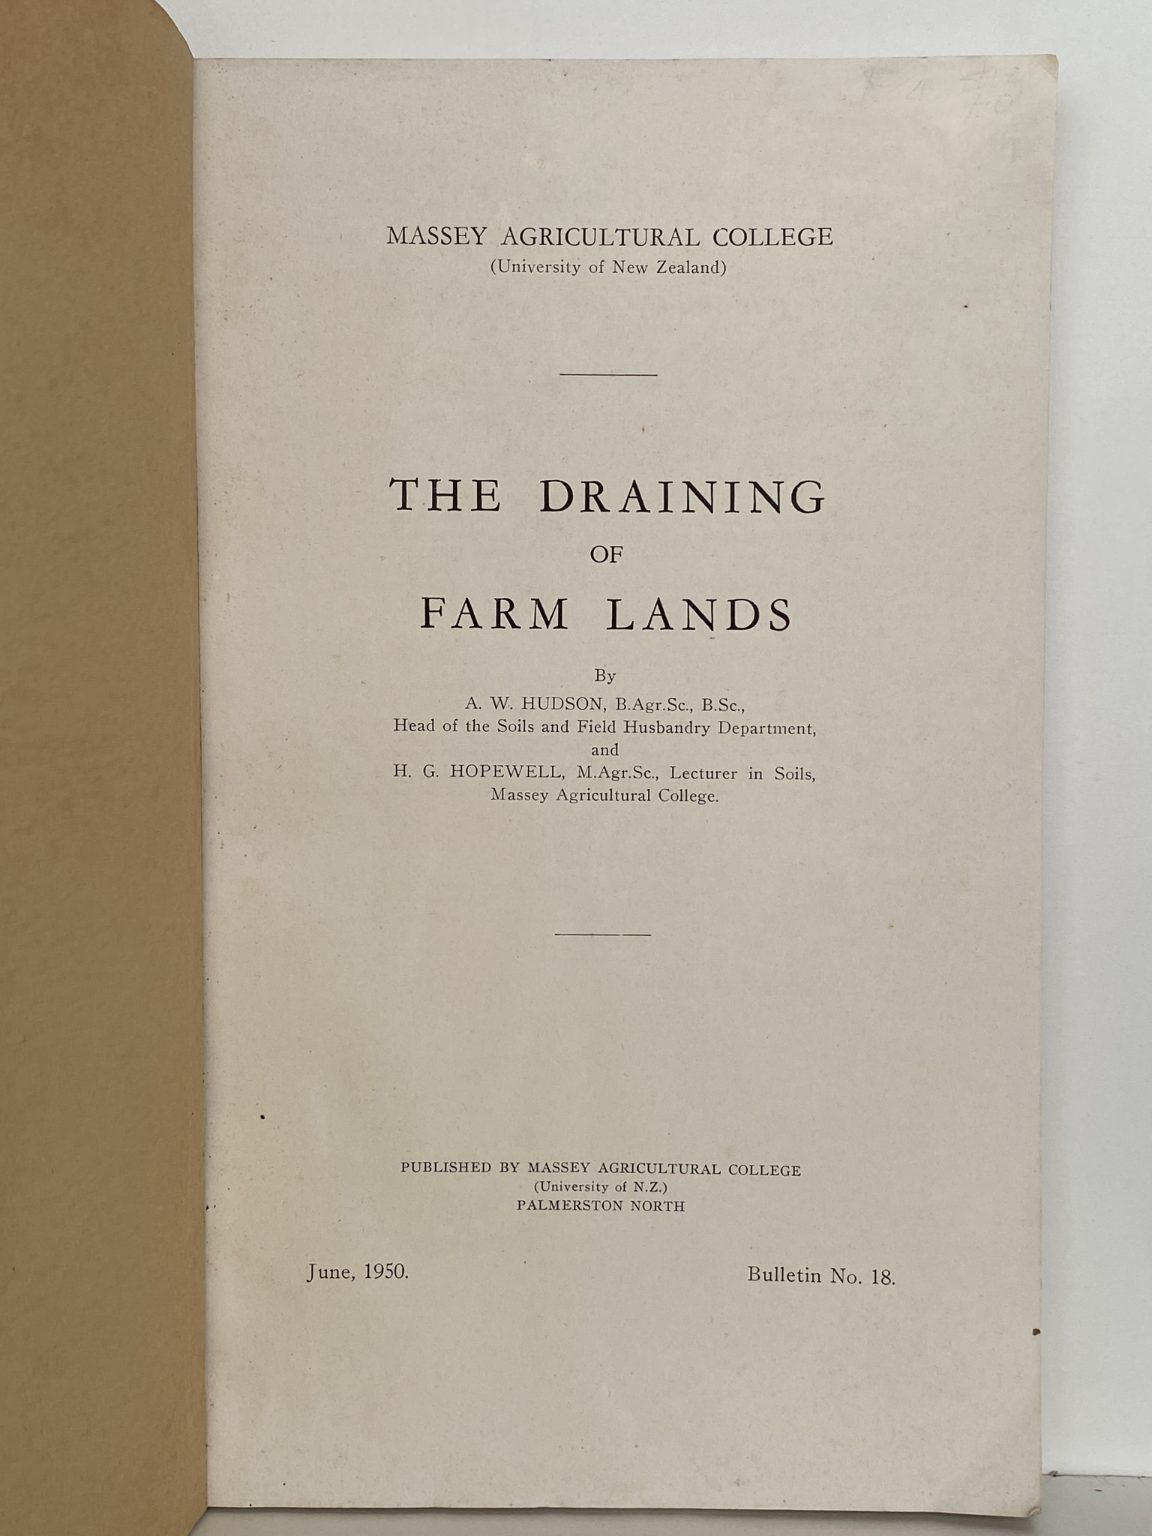 MASSEY AGRICULTURAL COLLEGE
(University of New Zealand)
THE DRAINING
OF
FARM LANDS
By
A. W. HUDSON, B.Agr.Sc., B.Sc.,
Head of the Soils and Field Husbandry Department,
and
H. G. HOPEWELL, M.Agr.Sc., Lecturer in Soils,
Massey Agricultural College.
PUBLISHED BY MASSEY AGRICULTURAL COLLEGE
(University of N.Z.)
PALMERSTON NORTH
June, 1950.
Bulletin No. 18.